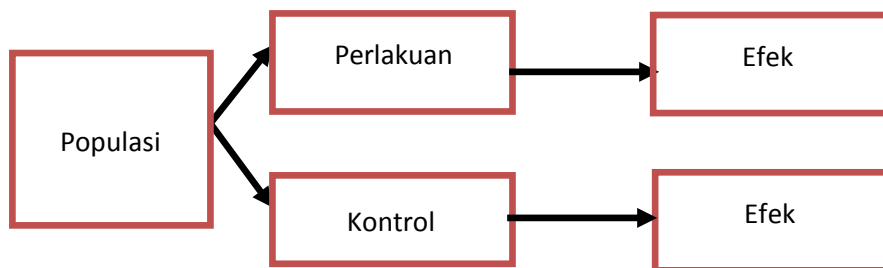 Populasi
Perlakuan
Efek
Kontrol
Efek